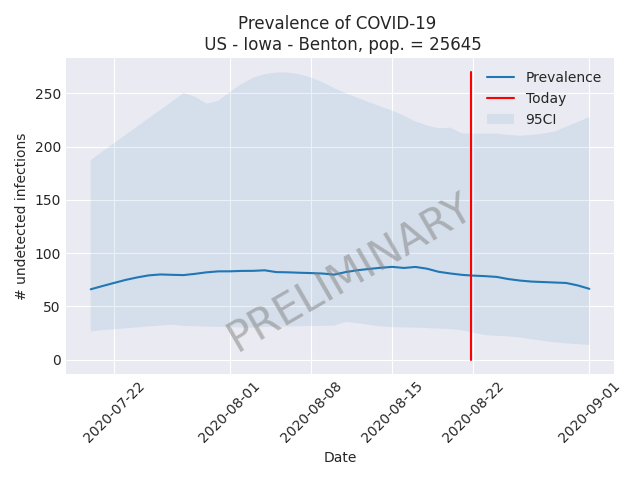 Prevalence of COVID-19
US - Iowa - Benton, pop. = 25645
# undetected infections
250
200
150
100
50
0
Prevalence
Today
95CI
PRELIMINARY
2020-07-22
2020-08-01
2020-08-08
2020-08-15
2020-08-22
2020-09-01
Date